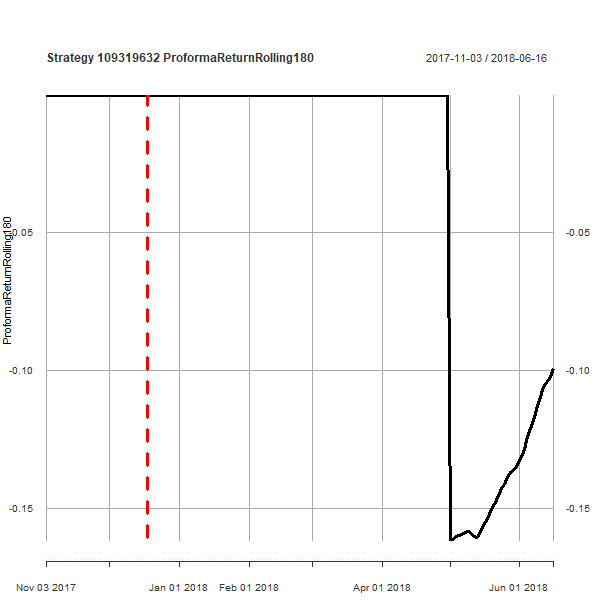 Strategy 109319632 ProformaReturnRolling180
2017-11-03 / 2018-06-16
ProformaReturnRolling180
-0.05
-0.05
-0.10
-0.10
-0.15
-0.15
Nov 03 2017
Jan 01 2018
Feb 01 2018
Apr 01 2018
Jun 01 2018